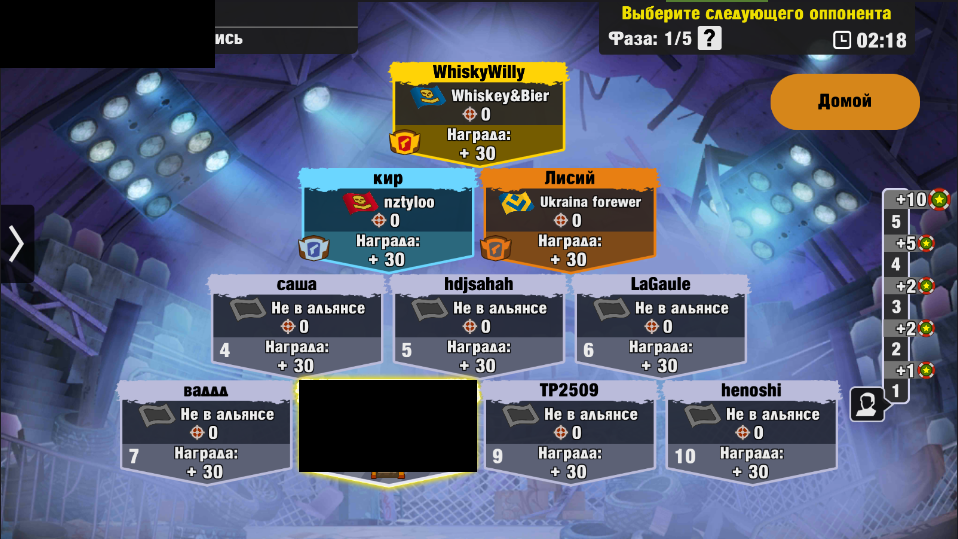 ись
Выберите следующего оппонента
Фаза: 1/5 ?
02:18
Домой
WhiskyWilly
Whiskey&Bier
0
Награда:
+ 30
кир
nztyloo
0
Награда:
+ 30
Лисий
Ukraina forewer
0
Награда:
+ 30
саша
Не в альянсе
0
4 Награда:
+ 30
hdjsahah
Не в альянсе
0
5 Награда:
+ 30
LaGaule
Не в альянсе
0
6 Награда:
+ 30
ваддд
Не в альянсе
0
7 Награда:
+ 30
TP2509
Не в альянсе
0
9 Награда:
+ 30
henoshi
Не в альянсе
0
10 Награда:
+ 30
+10
5
+5
4
+2
3
+2
2
+1
1